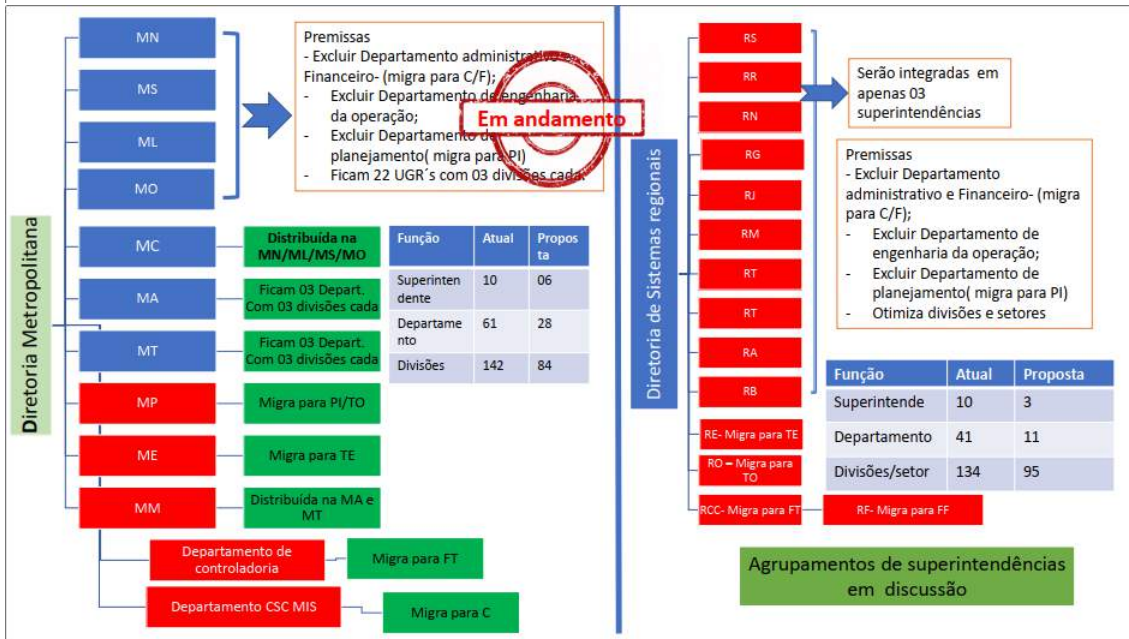 MN
MS
ML
MO
Premissas
- Excluir Departamento administrativo
Financeiro- (migra para C/F);
- Excluir Departamento de engenharia
da operação;
- Excluir Departamento de
planejamento( migra para PI)
- Ficam 22 UGR´s com 03 divisões cada.
Em andamento
Diretoria Metropolitana
MC
Distribuída na
MN/ML/MS/MO
MA
Ficam 03 Depart.
Com 03 divisões cada
MT
Ficam 03 Depart.
Com 03 divisões cada
MP
Migra para PI/TO
ME
Migra para TE
MM
Distribuída na MA e
MT
Departamento de
controladoria
Migra para FT
Departamento CSC MIS
Migra para C
Função Atual Propos
ta
Superinten
dente
10 06
Departame
nto
61 28
Divisões 142 84
Diretoria de Sistemas regionais
RS
RR
RN
RG
RJ
RM
RT
RT
RA
RB
RE- Migra para TE
RO – Migra para
TO
RCC- Migra para FT
RF- Migra para FF
Serão integradas em
apenas 03
superintendências
Premissas
- Excluir Departamento
administrativo e Financeiro- (migra
para C/F);
- Excluir Departamento de
engenharia da operação;
- Excluir Departamento de
planejamento( migra para PI)
- Otimiza divisões e setores
Função Atual Proposta
Superintende 10 3
Departamento 41 11
Divisões/setor 134 95
Agrupamentos de superintendências
em discussão